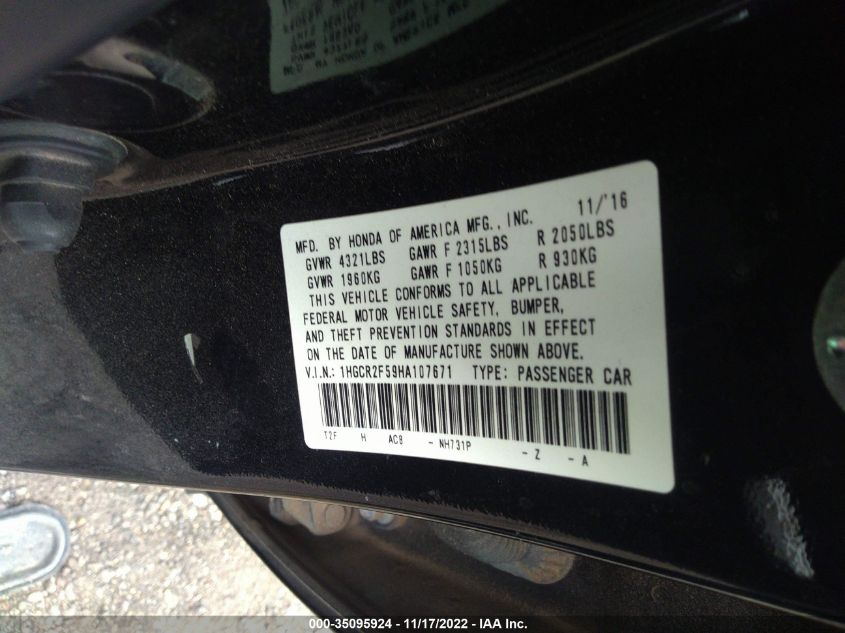 MFD. BY HONDA OF AMERICA MFG., INC. 11/'16
GVWR 4321LBS GAWR F 2315LBS R 2050LBS
GVWR 1960KG GAWR F 1050KG R 930KG
THIS VEHICLE CONFORMS TO ALL APPLICABLE
FEDERAL MOTOR VEHICLE SAFETY, BUMPER,
AND THEFT PREVENTION STANDARDS IN EFFECT
ON THE DATE OF MANUFACTURE SHOWN ABOVE.
V.I.N.: 1HGCR2F59HA107671 TYPE: PASSENGER CAR
T2F H AC8 - NH731P - Z - A
000-35095924 - 11/17/2022 - IAA Inc.